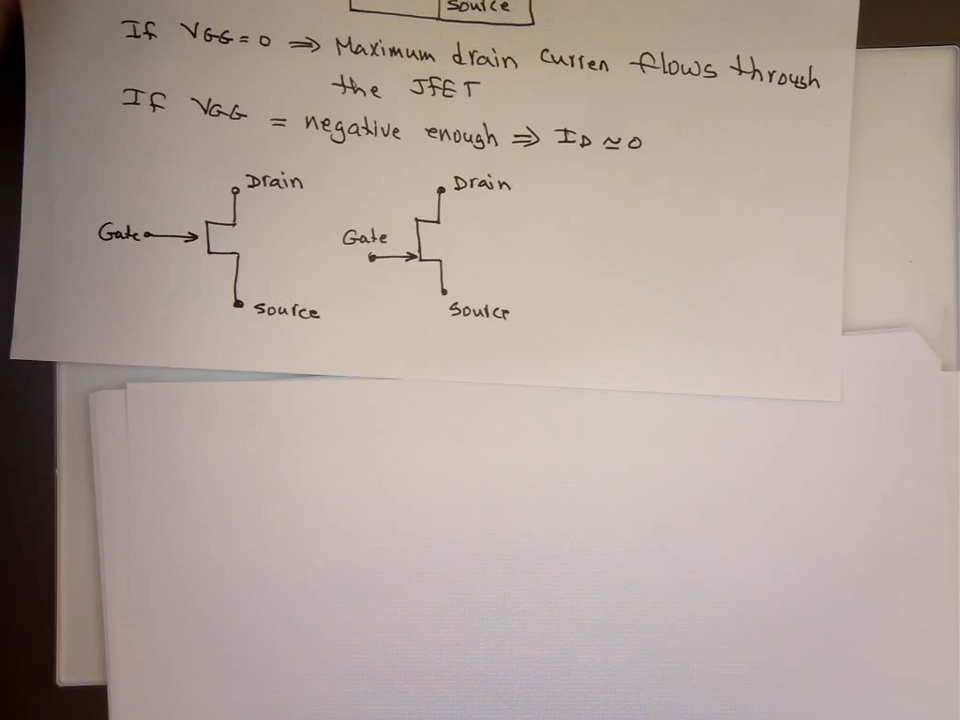 source
If VGG = 0 ⇒ Maximum drain curren flows through
the JFET
If VGG = negative enough ⇒ ID ≃ 0
Drain Drain
Gate Gate
source source